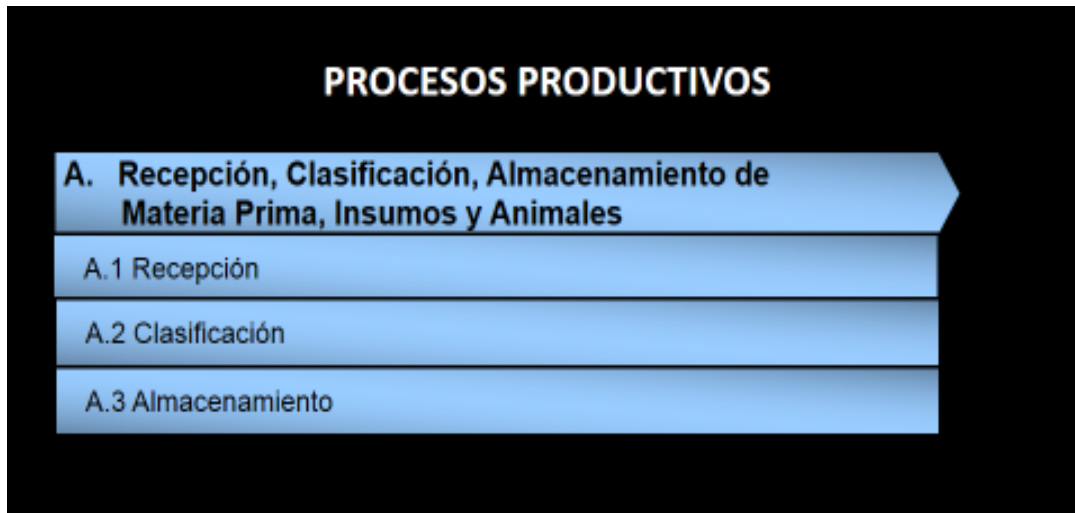 PROCESOS PRODUCTIVOS
A. Recepción, Clasificación, Almacenamiento de
Materia Prima, Insumos y Animales
A.1 Recepción
A.2 Clasificación
A.3 Almacenamiento